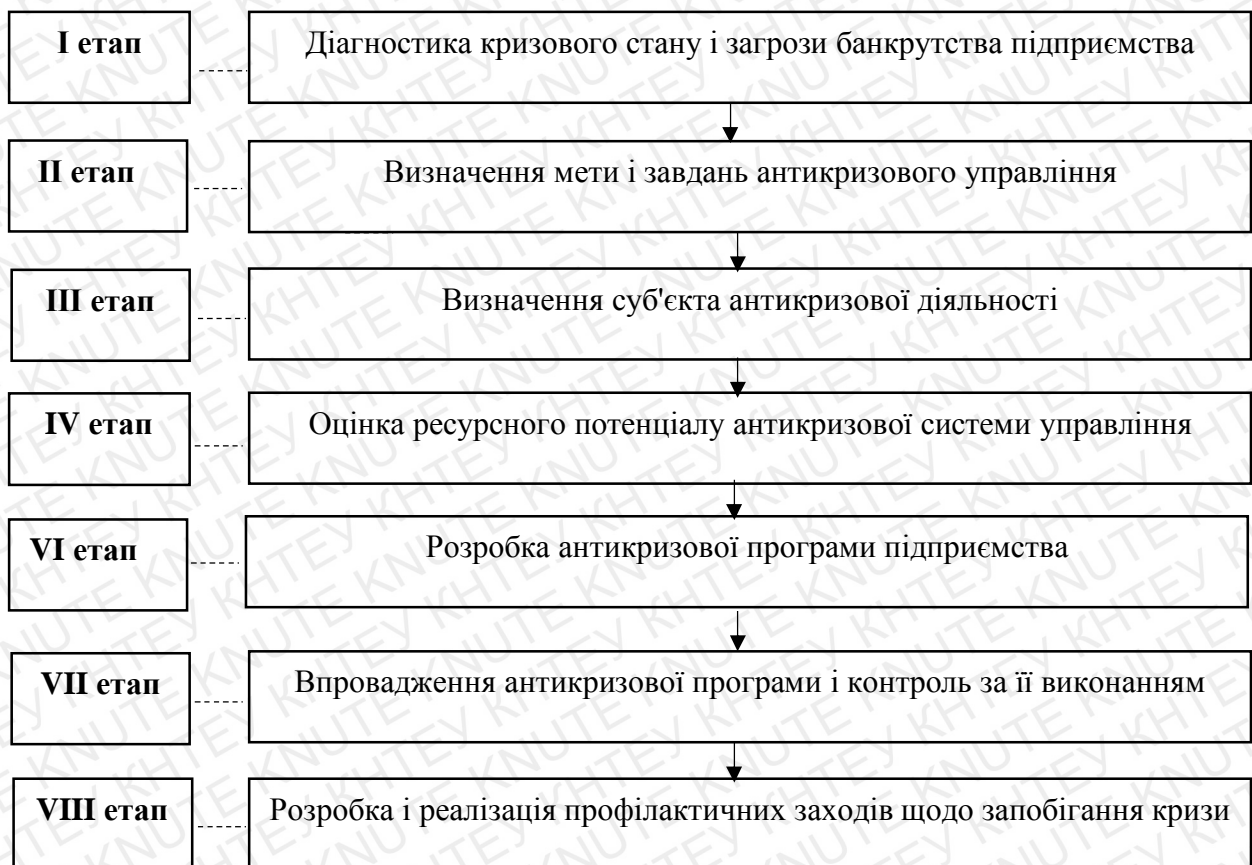 I етап
Діагностика кризового стану і загрози банкрутства підприємства
II етап
Визначення мети і завдань антикризового управління
III етап
Визначення суб'єкта антикризової діяльності
IV етап
Оцінка ресурсного потенціалу антикризової системи управління
VI етап
Розробка антикризової програми підприємства
VII етап
Впровадження антикризової програми і контроль за її виконанням
VIII етап
Розробка і реалізація профілактичних заходів щодо запобігання кризи